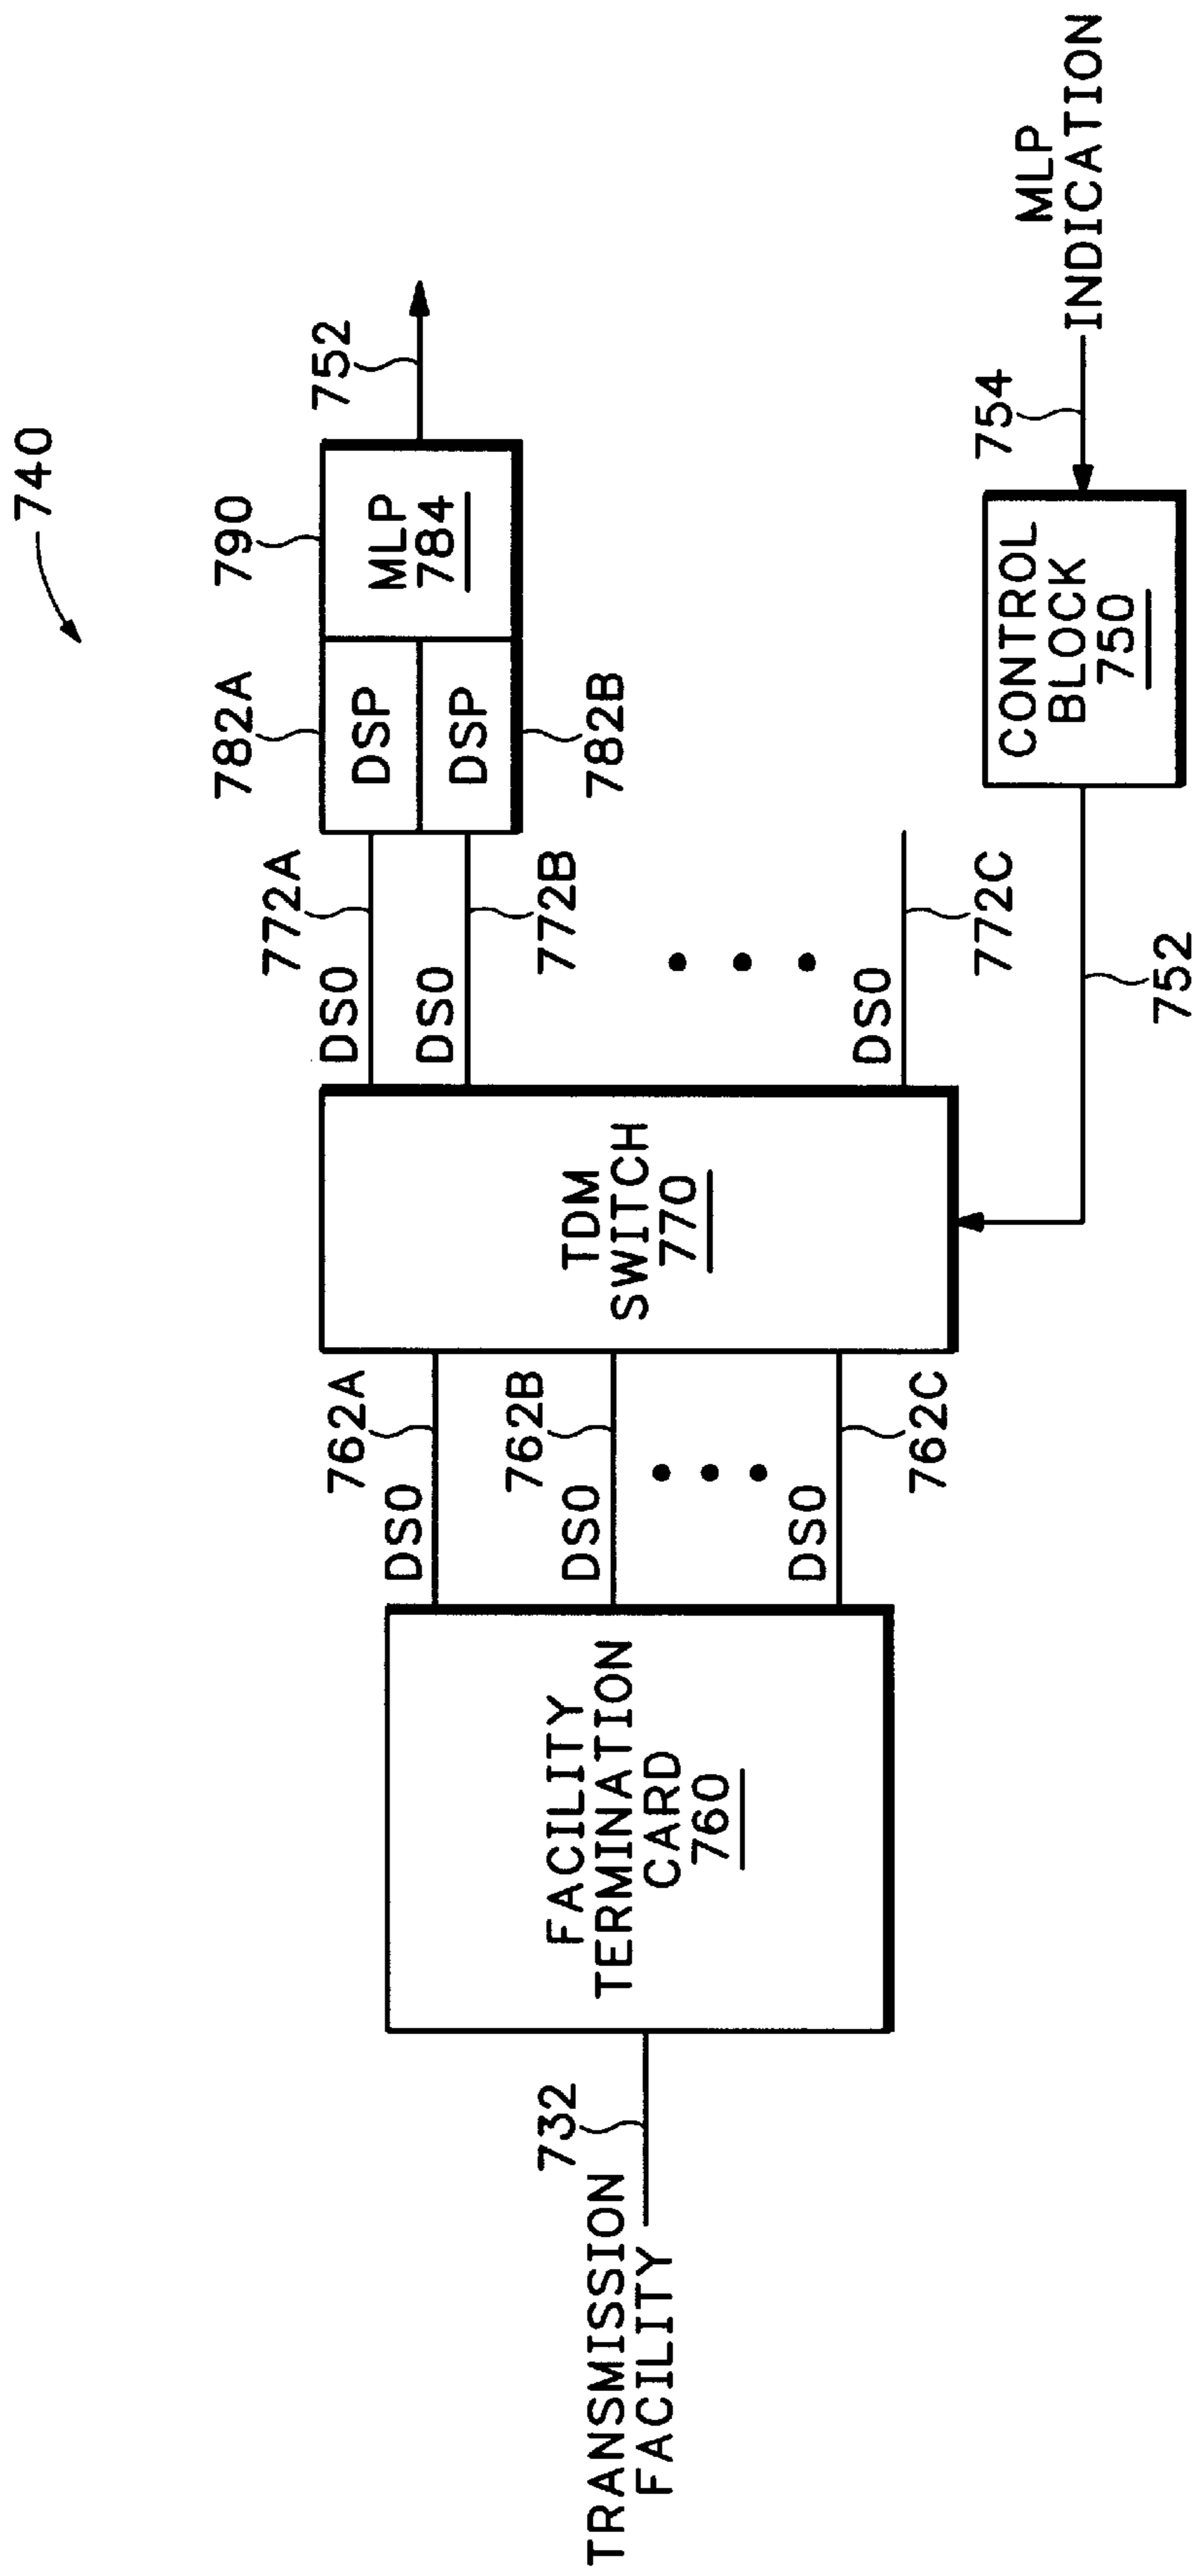 740
TRANSMISSION
FACILITY
732
FACILITY
TERMINATION
CARD
760
DS0
762A
DS0
762B
DS0
762C
TDM
SWITCH
770
DS0
772A
DS0
772B
DS0
772C
782A
DSP
DSP
782B
790
MLP
784
752
752
CONTROL
BLOCK
750
754
MLP
INDICATION